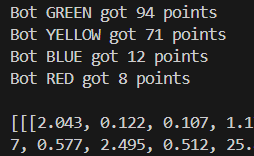 Bot GREEN got 94 points
Bot YELLOW got 71 points
Bot BLUE got 12 points
Bot RED got 8 points
[[[2.043, 0.122, 0.107, 1.1
7, 0.577, 2.495, 0.512, 25.